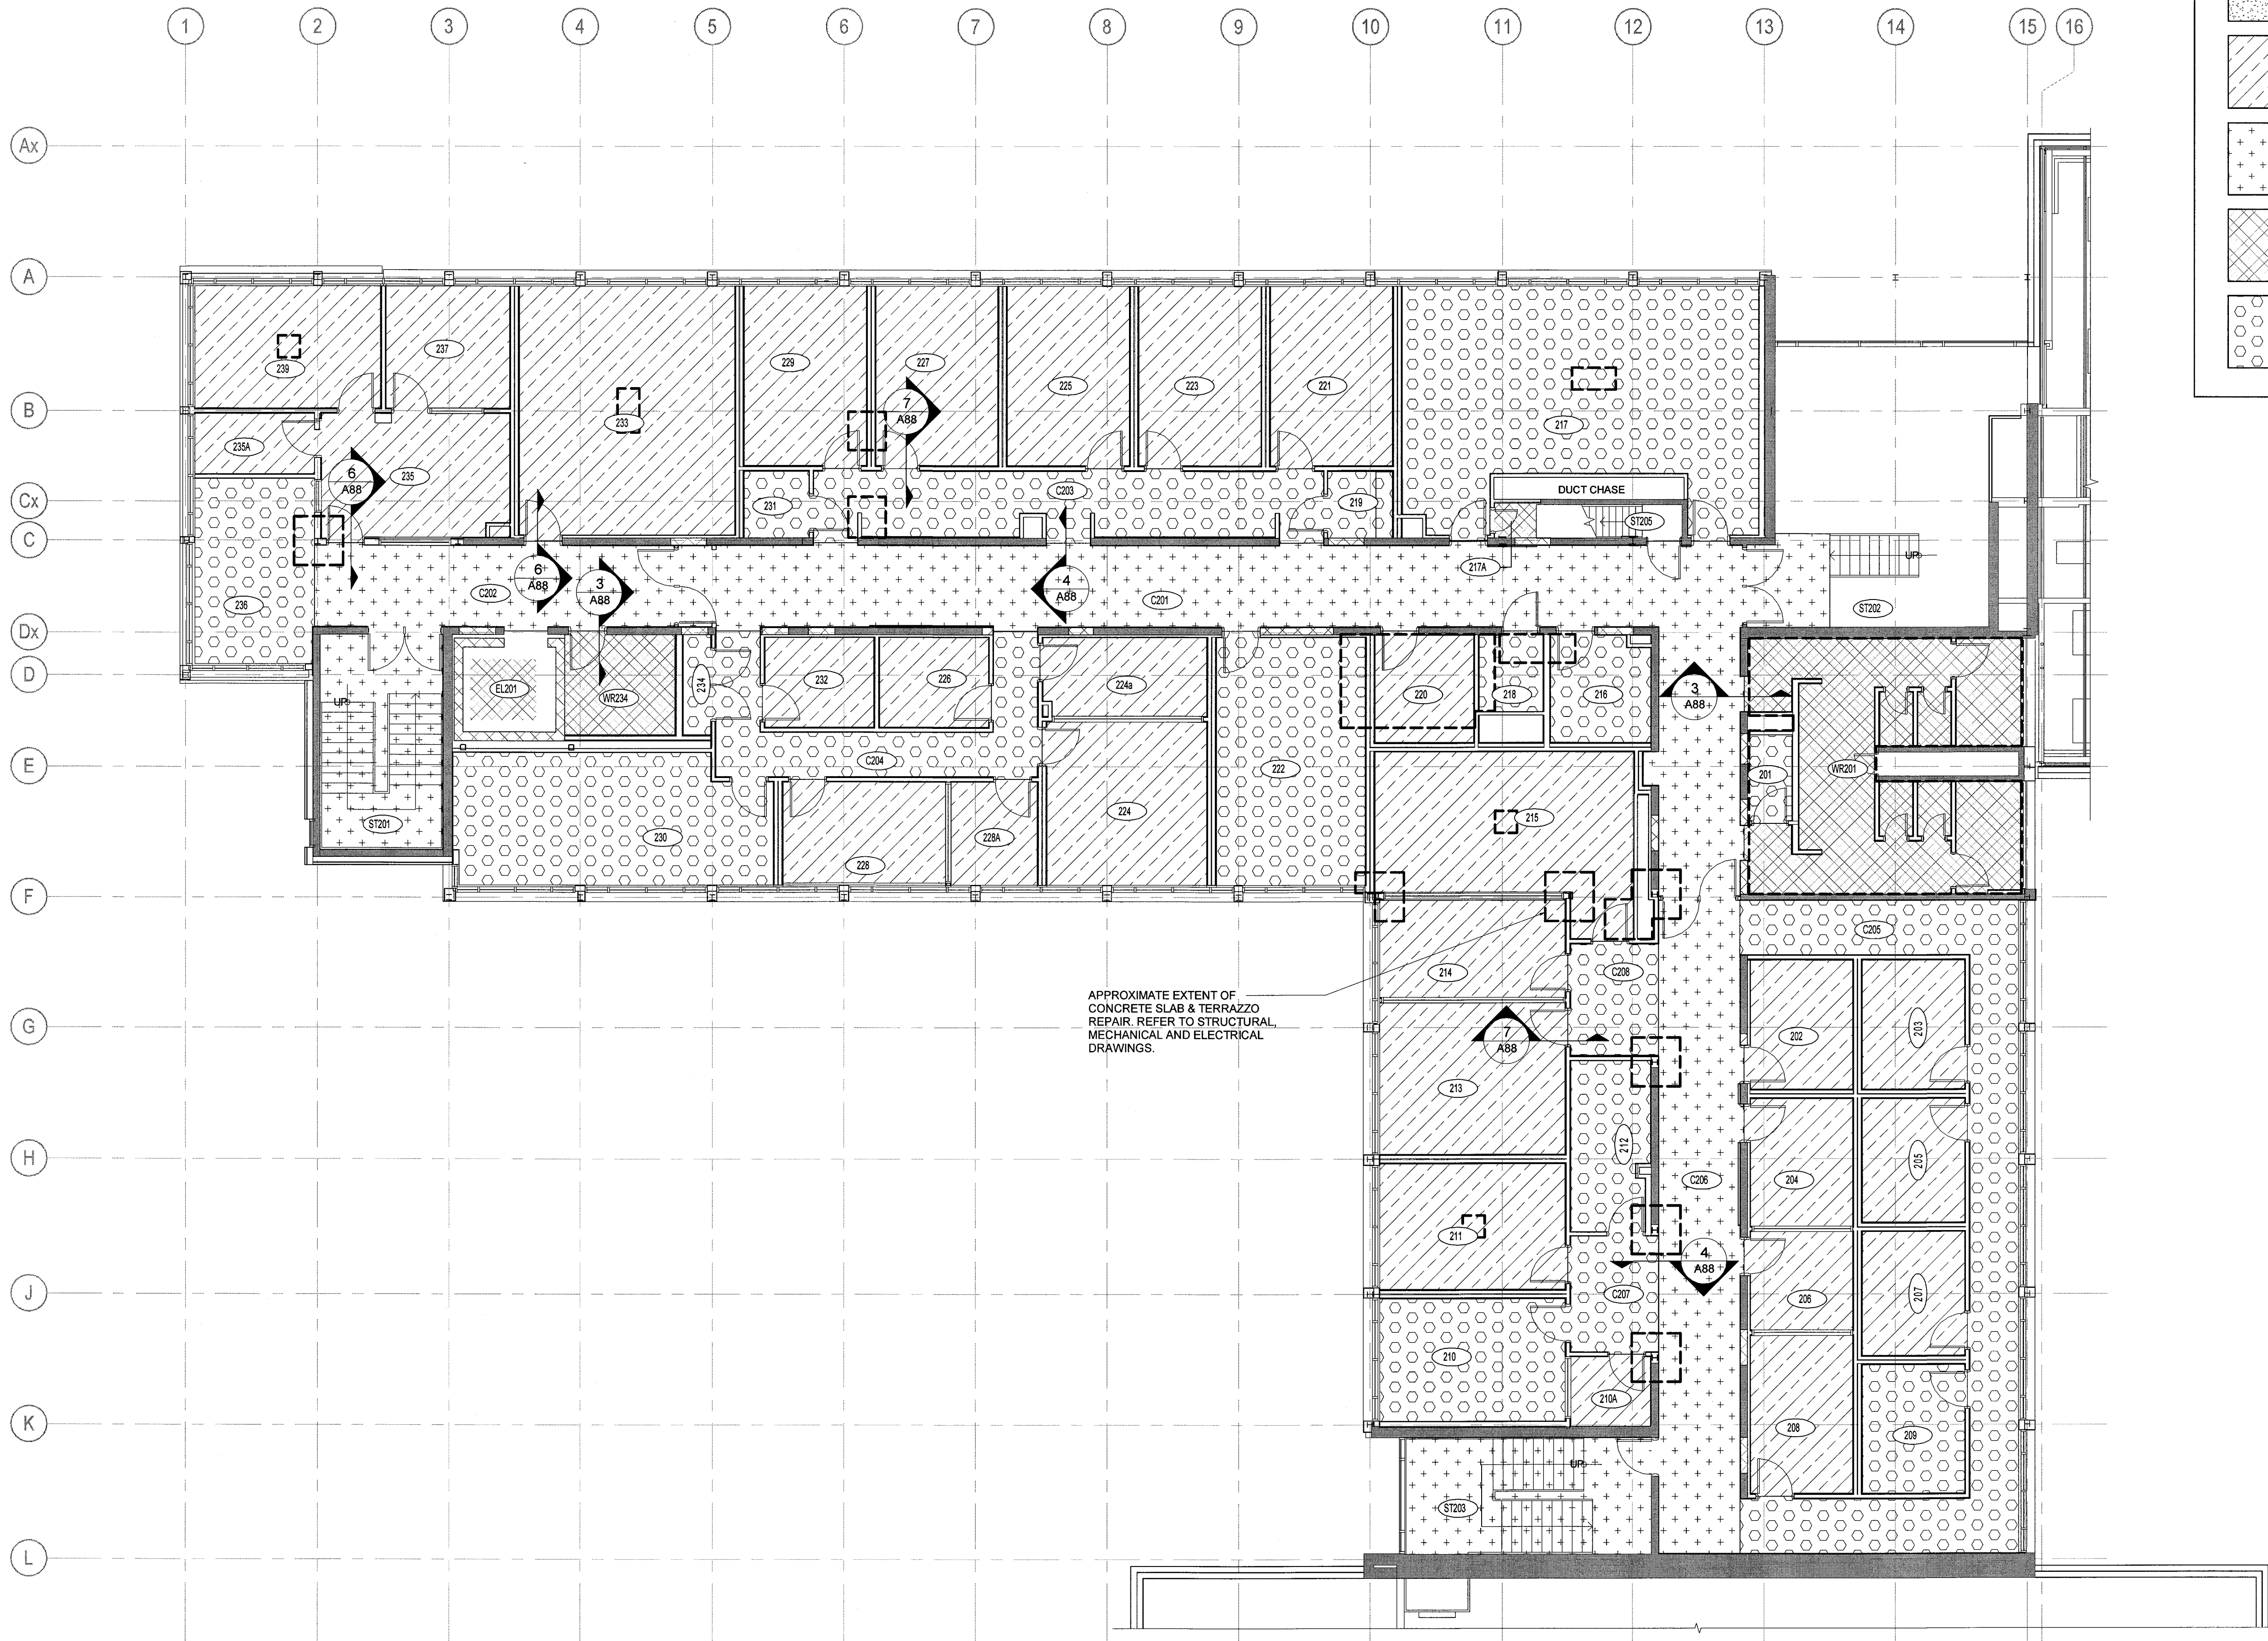 1 2 3 4 5 6 7 8 9 10 11 12 13 14 15 16
Ax
A
B
Cx
C
Dx
D
E
F
G
H
J
K
L
239
237
233
229
227
225
223
221
217
7
A88
235A
235
6
A88
231
C203
219
DUCT CHASE
ST205
217A
UP
236
C202
6
A88
3
A88
4
A88
C201
ST202
EL201
WR234
234
232
226
224a
220
218
216
3
A88
UP
ST201
C204
222
201
WR201
230
228
228A
224
215
C205
214
C208
APPROXIMATE EXTENT OF
CONCRETE SLAB & TERRAZZO
REPAIR. REFER TO STRUCTURAL,
MECHANICAL AND ELECTRICAL
DRAWINGS.
7
A88
202
203
213
212
C206
204
205
211
4
A88
C207
206
207
210
210A
208
209
UP
ST203